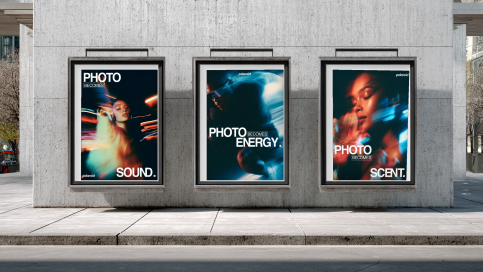 PHOTO
BECOMES
SOUND.
polaroid
polaroid
PHOTO BECOMES
ENERGY.
polaroid
PHOTO
BECOMES
SCENT.